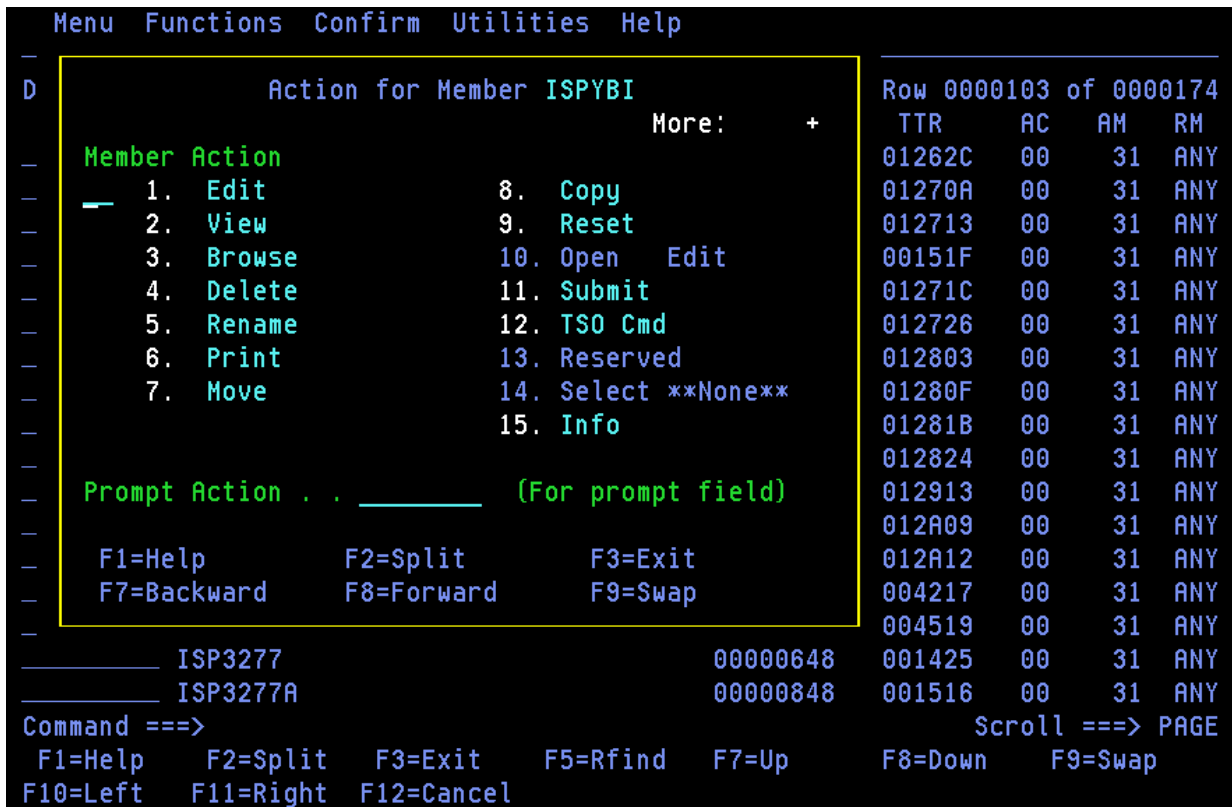 Menu  Functions  Confirm  Utilities  Help
D  Action for Member ISPYBI  Row 0000103 of 0000174
More:     +  TTR     AC   AM   RM
Member Action  01262C   00    31  ANY
1.  Edit  8.  Copy  01270A   00    31  ANY
2.  View  9.  Reset  012713   00    31  ANY
3.  Browse  10. Open   Edit  00151F   00    31  ANY
4.  Delete  11. Submit  01271C   00    31  ANY
5.  Rename  12. TSO Cmd  012726   00    31  ANY
6.  Print  13. Reserved  012803   00    31  ANY
7.  Move  14. Select **None**  01280F   00    31  ANY
15. Info  01281B   00    31  ANY
012824   00    31  ANY
Prompt Action . . ________  (For prompt field)  012913   00    31  ANY
012A09   00    31  ANY
F1=Help  F2=Split  F3=Exit  012A12   00    31  ANY
F7=Backward  F8=Forward  F9=Swap  004217   00    31  ANY
004519   00    31  ANY
_________ ISP3277  00000648  001425   00    31  ANY
_________ ISP3277A  00000848  001516   00    31  ANY
Command ===>  Scroll ===> PAGE
F1=Help  F2=Split  F3=Exit  F5=Rfind  F7=Up  F8=Down  F9=Swap
F10=Left  F11=Right  F12=Cancel